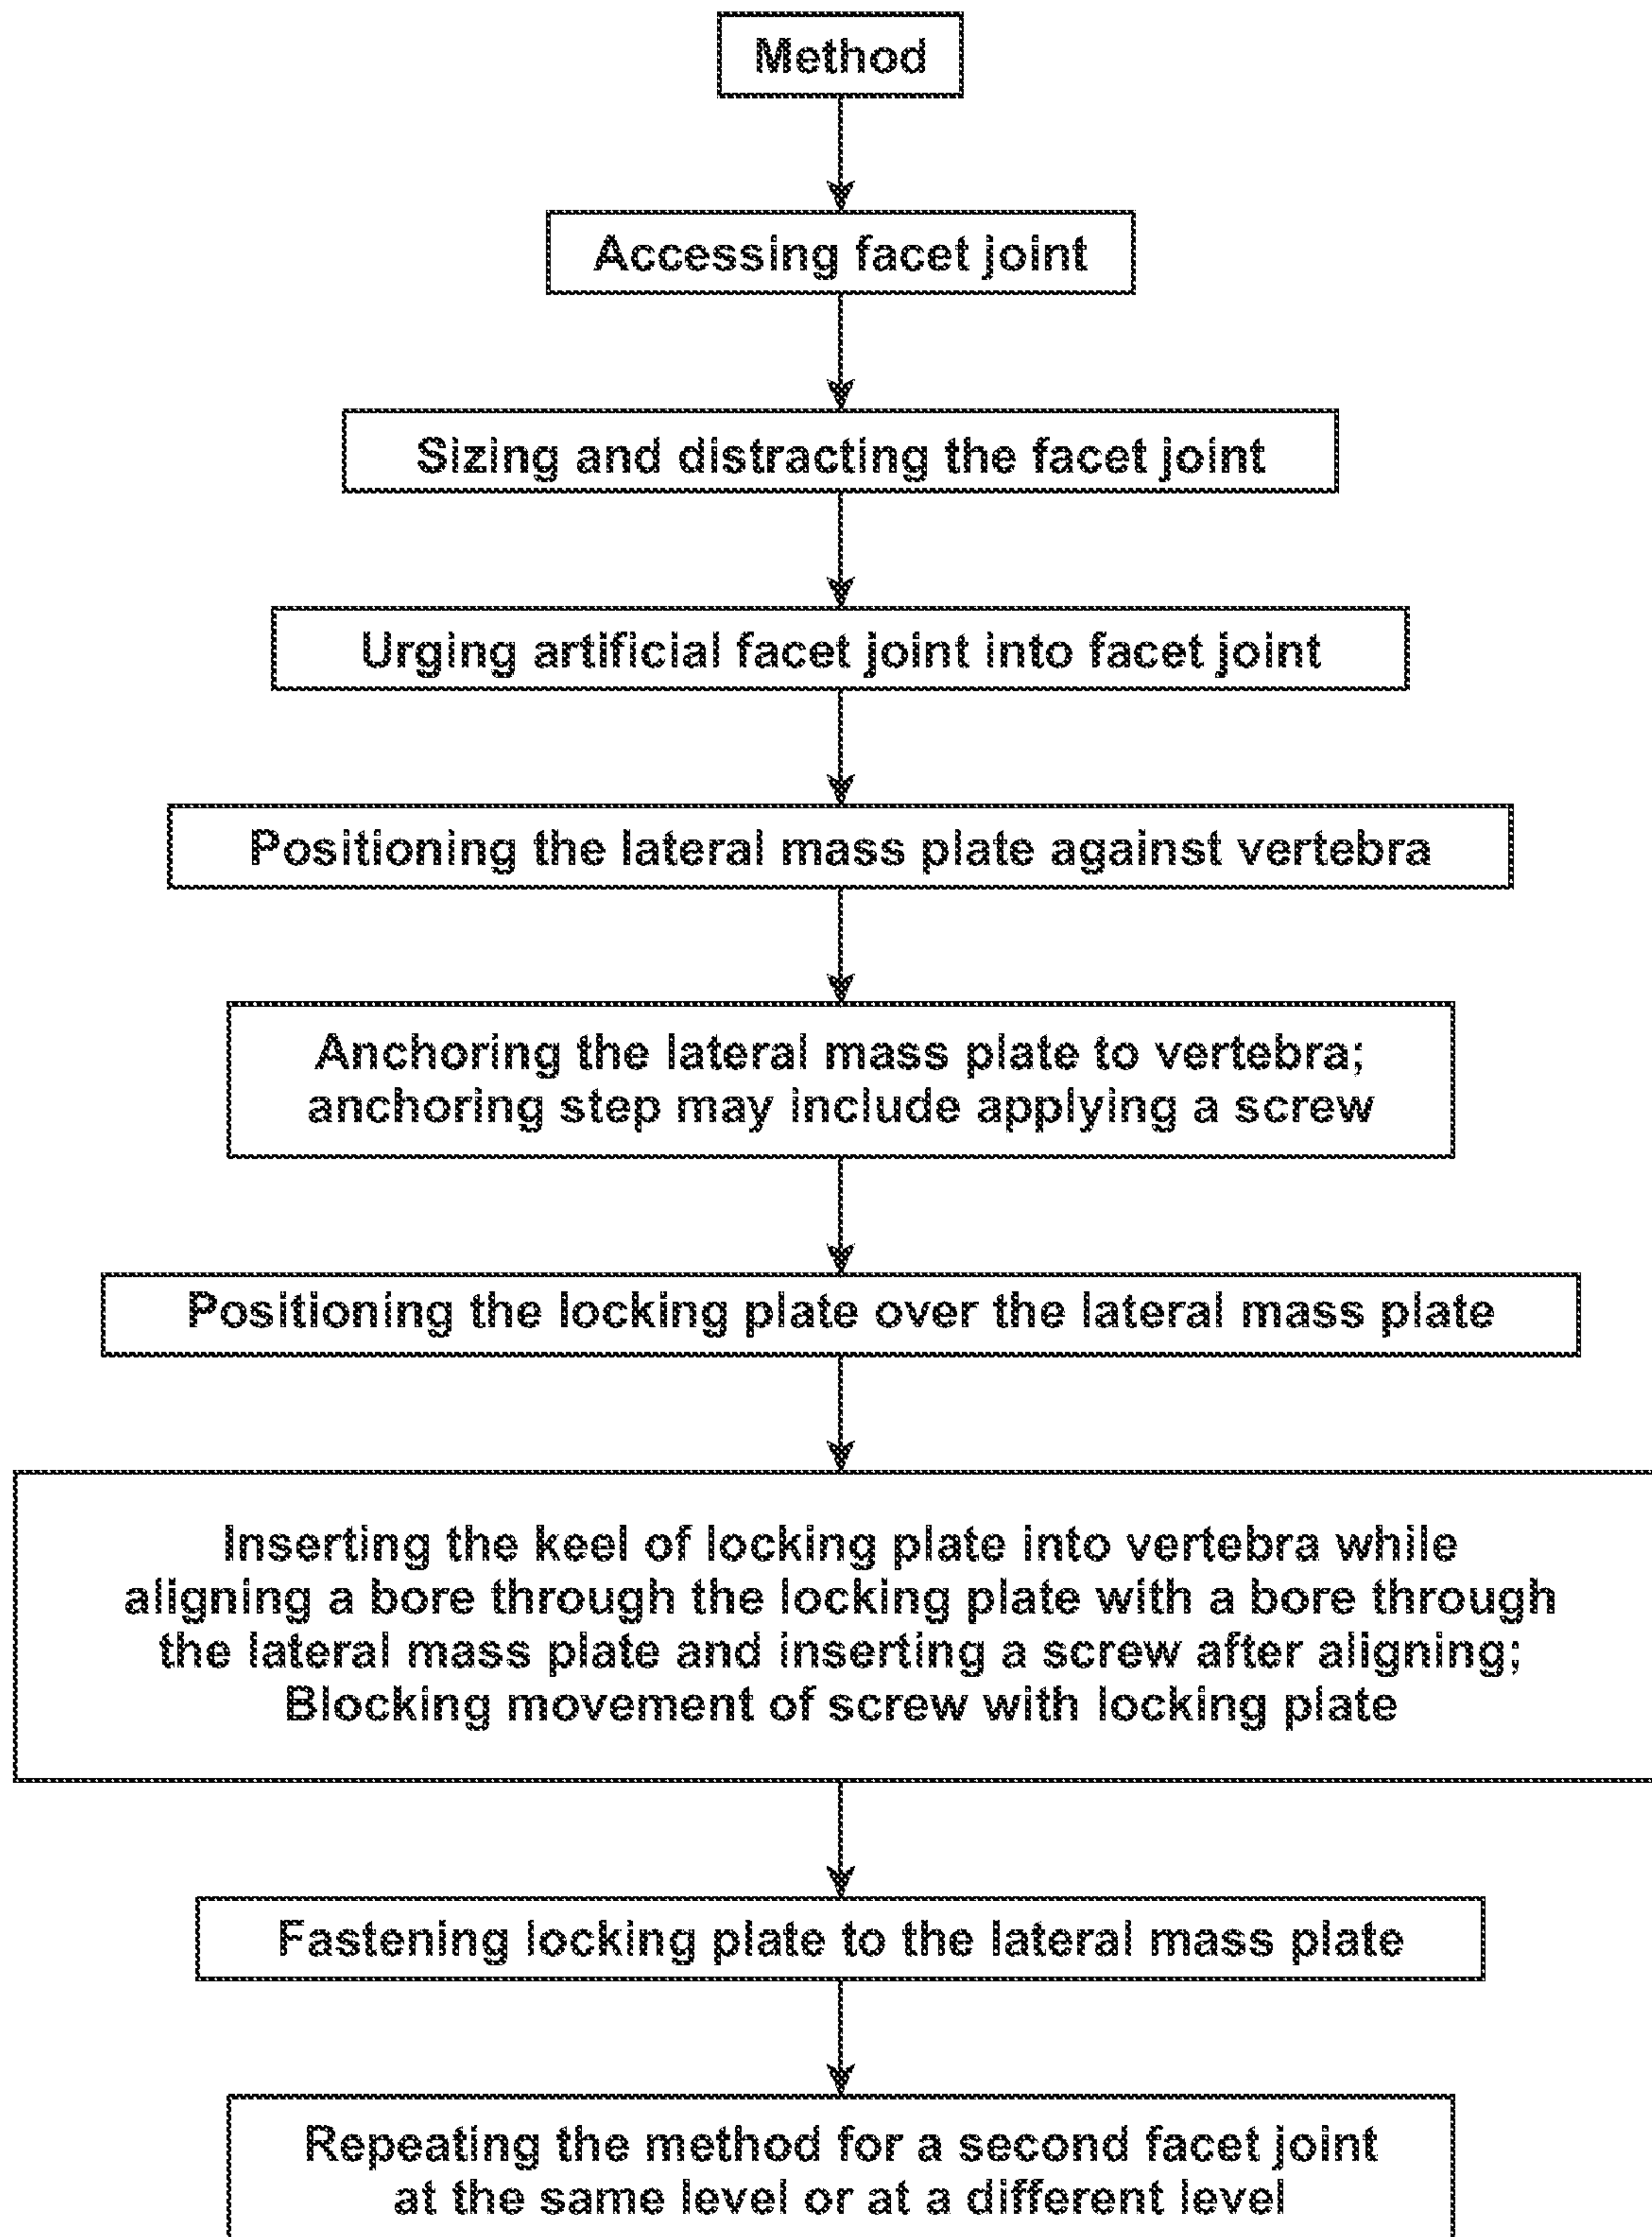 Method
Accessing facet joint
Sizing and distracting the facet joint
Urging artificial facet joint into facet joint
Positioning the lateral mass plate against vertebra
Anchoring the lateral mass plate to vertebra;
anchoring step may include applying a screw
Positioning the locking plate over the lateral mass plate
Inserting the keel of locking plate into vertebra while
aligning a bore through the locking plate with a bore through
the lateral mass plate and inserting a screw after aligning;
Blocking movement of screw with locking plate
Fastening locking plate to the lateral mass plate
Repeating the method for a second facet joint
at the same level or at a different level